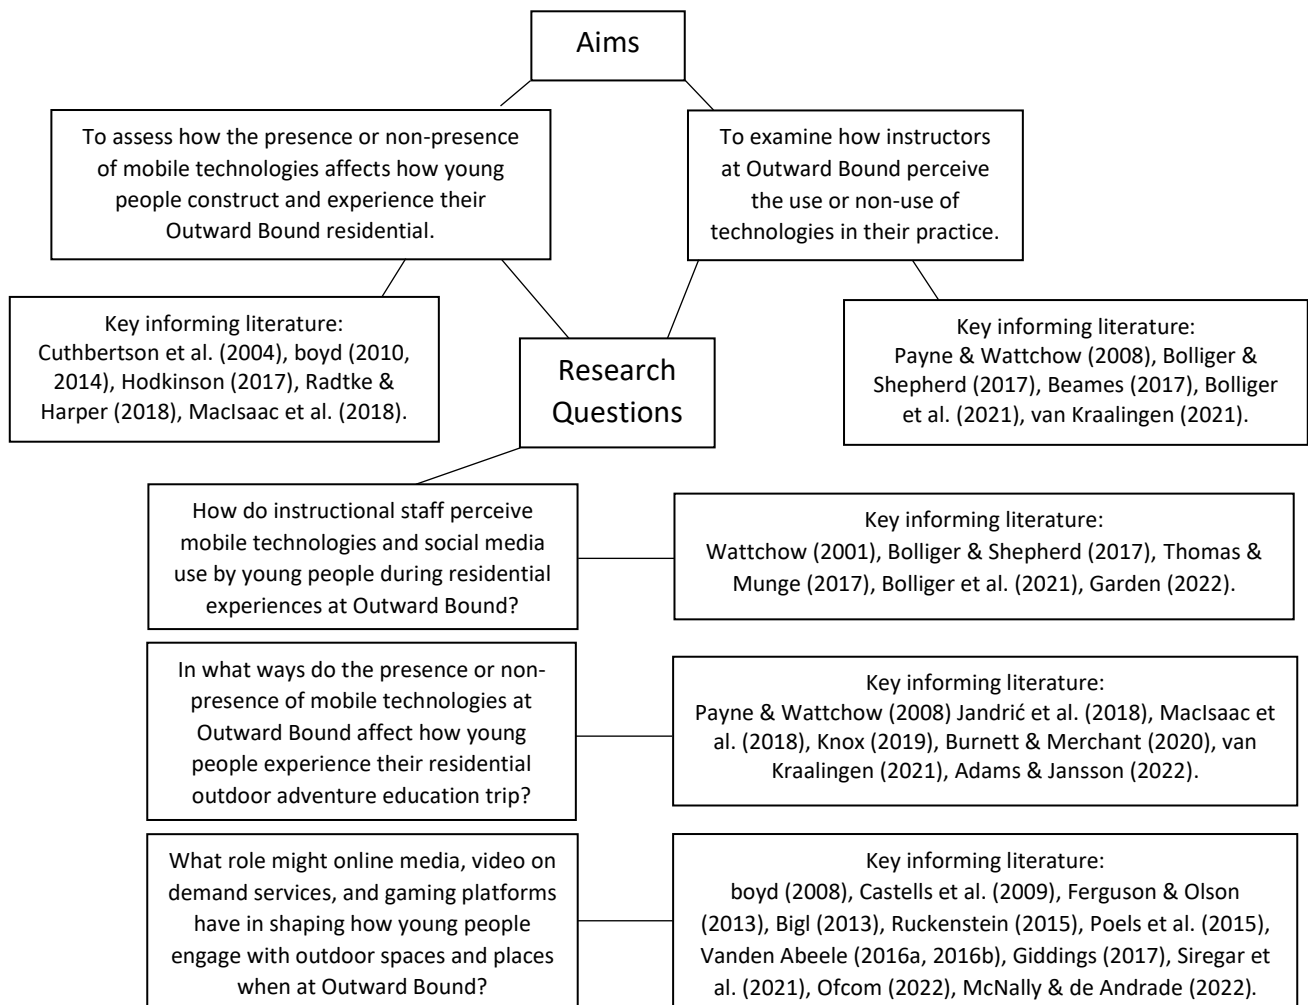 Aims
To assess how the presence or non-presence
of mobile technologies affects how young
people construct and experience their
Outward Bound residential.
To examine how instructors
at Outward Bound perceive
the use or non-use of
technologies in their practice.
Key informing literature:
Cuthbertson et al. (2004), boyd (2010,
2014), Hodkinson (2017), Radtke &
Harper (2018), MacIsaac et al. (2018).
Key informing literature:
Payne & Wattchow (2008), Bolliger &
Shepherd (2017), Beames (2017), Bolliger
et al. (2021), van Kraalingen (2021).
Research
Questions
How do instructional staff perceive
mobile technologies and social media
use by young people during residential
experiences at Outward Bound?
Key informing literature:
Wattchow (2001), Bolliger & Shepherd (2017), Thomas &
Munge (2017), Bolliger et al. (2021), Garden (2022).
In what ways do the presence or non-
presence of mobile technologies at
Outward Bound affect how young
people experience their residential
outdoor adventure education trip?
Key informing literature:
Payne & Wattchow (2008) Jandrić et al. (2018), MacIsaac et
al. (2018), Knox (2019), Burnett & Merchant (2020), van
Kraalingen (2021), Adams & Jansson (2022).
What role might online media, video on
demand services, and gaming platforms
have in shaping how young people
engage with outdoor spaces and places
when at Outward Bound?
Key informing literature:
boyd (2008), Castells et al. (2009), Ferguson & Olson
(2013), Bigl (2013), Ruckenstein (2015), Poels et al. (2015),
Vanden Abeele (2016a, 2016b), Giddings (2017), Siregar et
al. (2021), Ofcom (2022), McNally & de Andrade (2022).